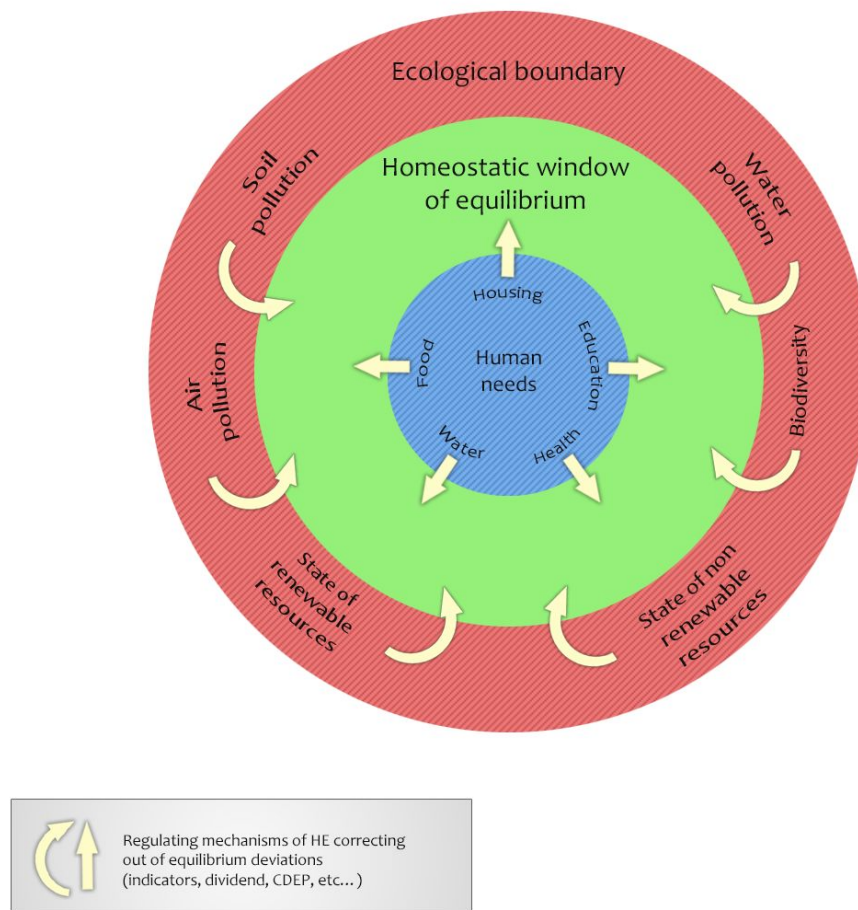 Ecological boundary
Soil
pollution
Water
pollution
Homeostatic window
of equilibrium
Housing
Food
Education
Human
needs
Water
Health
Air
pollution
Biodiversity
State of
renewable
resources
State of non
renewable
resources
Regulating mechanisms of HE correcting
out of equilibrium deviations
(indicators, dividend, CDEP, etc... )